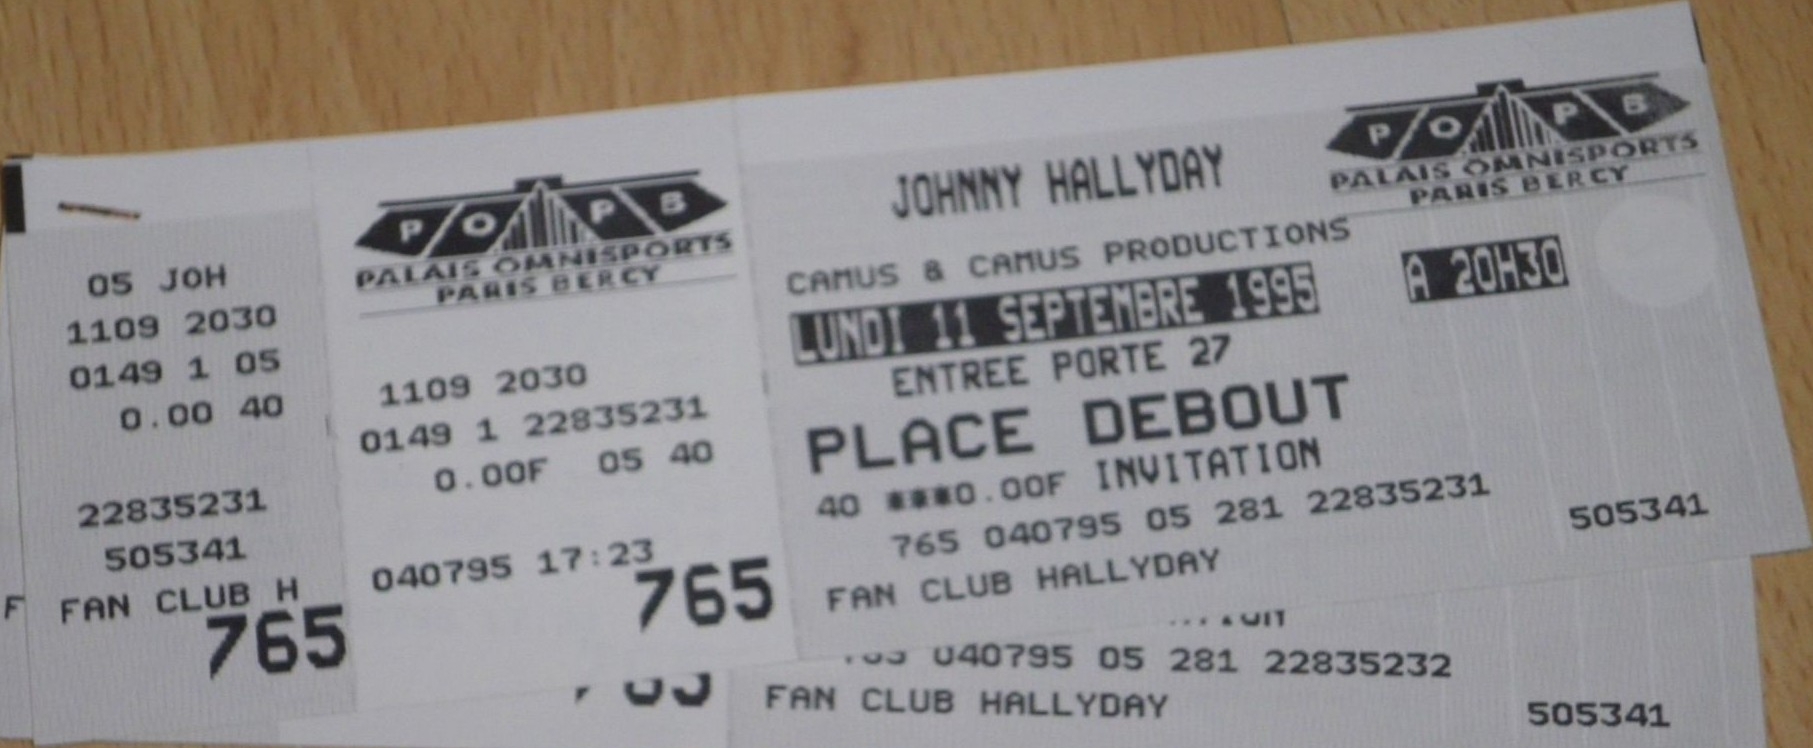 05 JOH
1109 2030
0149 1 05
0.00 40
22835231
505341
FAN CLUB H
765
F
P O P B
PALAIS OMNISPORTS
PARIS BERCY
1109 2030
0149 1 22835231
0.00F 05 40
040795 17:23
765
JOHNNY HALLYDAY
P O P B
PALAIS OMNISPORTS
PARIS BERCY
CAMUS & CAMUS PRODUCTIONS
LUNDI 11 SEPTEMBRE 1995 A 20H30
ENTREE PORTE 27
PLACE DEBOUT
40 ***0.00F INVITATION
765 040795 05 281 22835231
505341
FAN CLUB HALLYDAY
040795 05 281 22835232
FAN CLUB HALLYDAY
505341